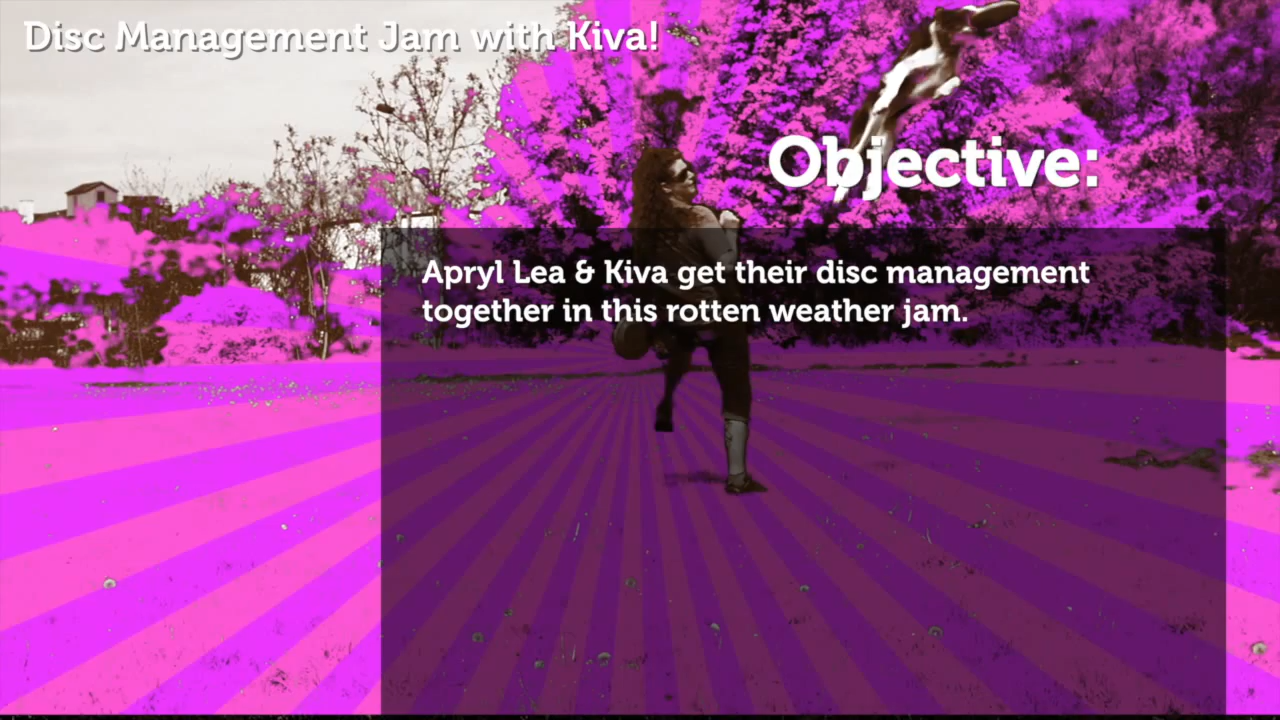 Disc Management Jam with Kiva!
Objective:
Apryl Lea & Kiva get their disc management
together in this rotten weather jam.